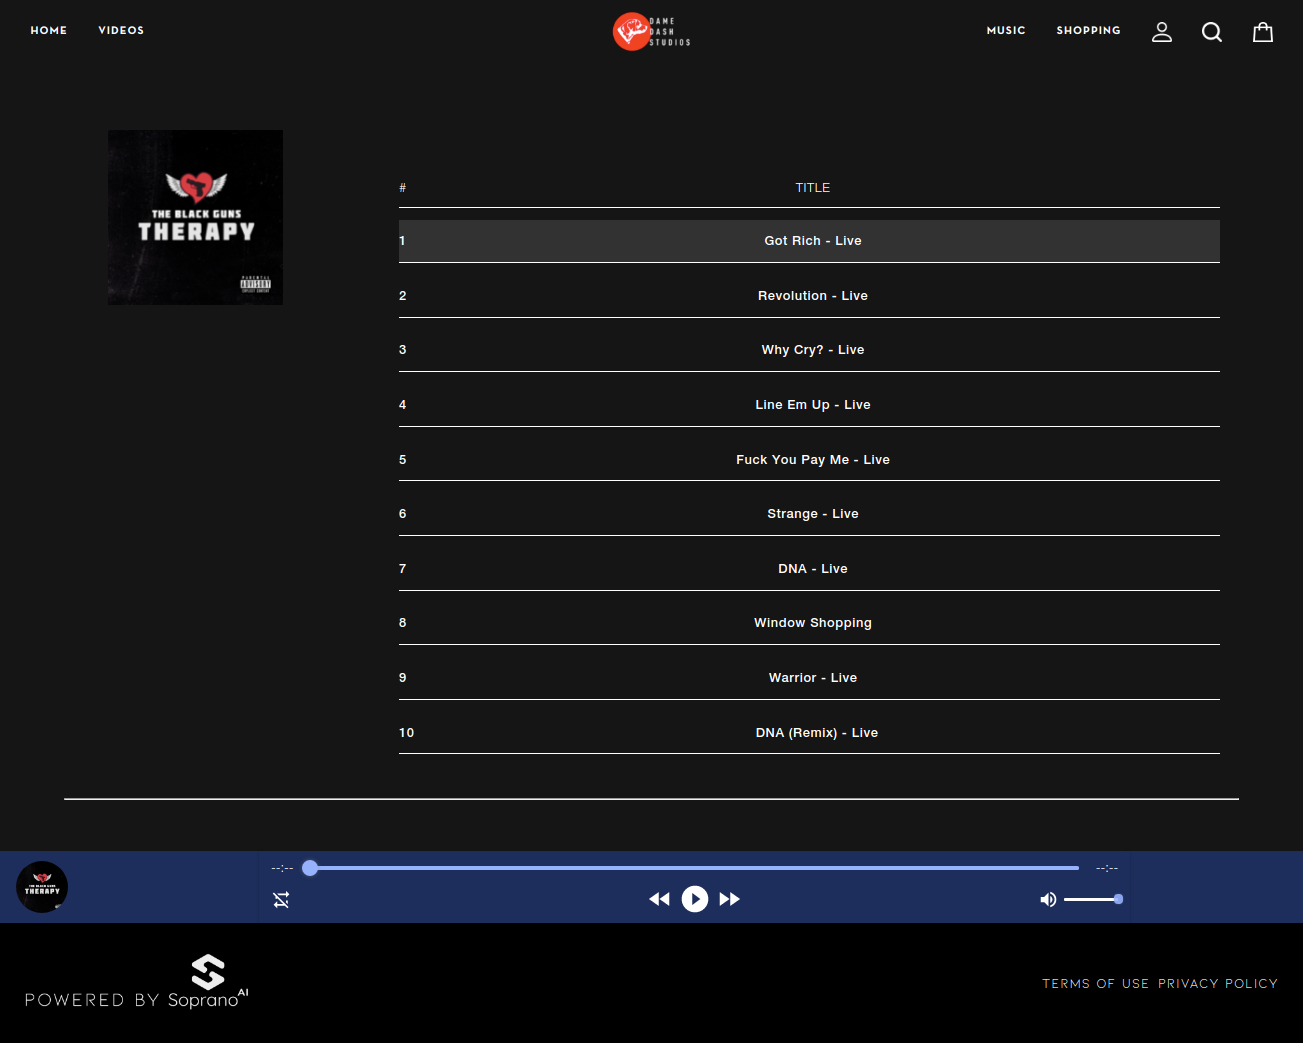 HOME VIDEOS
DAME
DASH
STUDIOS
MUSIC SHOPPING
THE BLACK GUNS
THERAPY
PARENTAL
ADVISORY
EXPLICIT CONTENT
# TITLE
1 Got Rich - Live
2 Revolution - Live
3 Why Cry? - Live
4 Line Em Up - Live
5 Fuck You Pay Me - Live
6 Strange - Live
7 DNA - Live
8 Window Shopping
9 Warrior - Live
10 DNA (Remix) - Live
THE BLACK GUNS
THERAPY
--:-- --:--
POWERED BY SopranoAI
TERMS OF USE PRIVACY POLICY